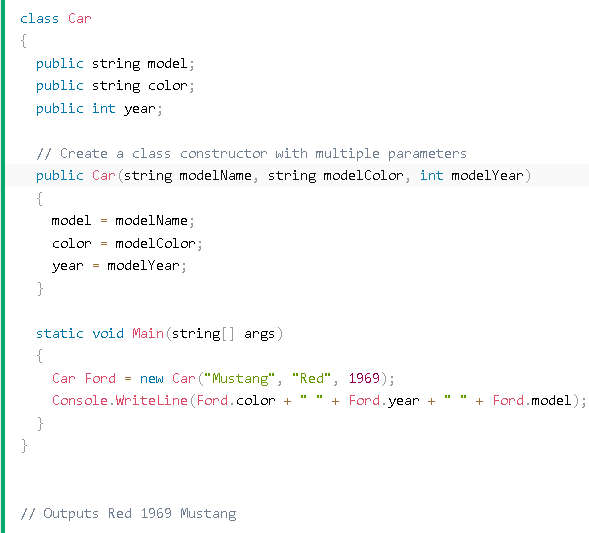 class Car
{
  public string model;
  public string color;
  public int year;

  // Create a class constructor with multiple parameters
  public Car(string modelName, string modelColor, int modelYear)
  {
    model = modelName;
    color = modelColor;
    year = modelYear;
  }

  static void Main(string[] args)
  {
    Car Ford = new Car("Mustang", "Red", 1969);
    Console.WriteLine(Ford.color + " " + Ford.year + " " + Ford.model);
  }
}


// Outputs Red 1969 Mustang